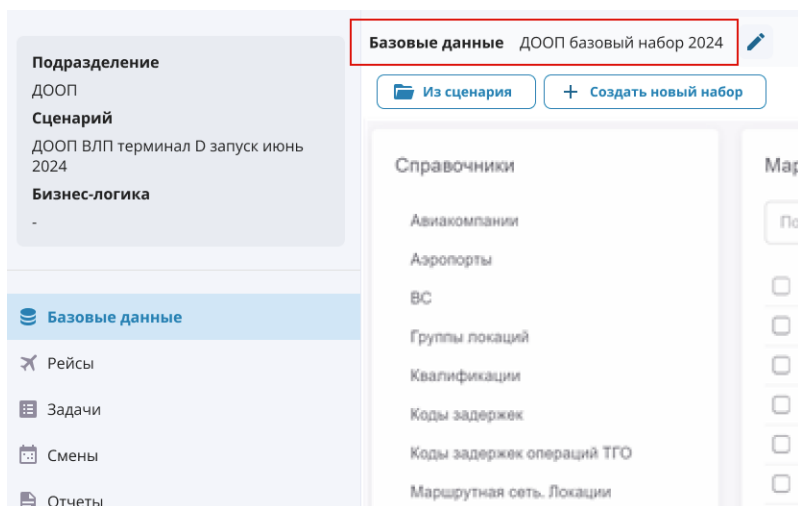 Подразделение
ДООП
Сценарий
ДООП ВЛП терминал D запуск июнь
2024
Бизнес-логика
-
Базовые данные
Рейсы
Задачи
Смены
Отчеты
Базовые данные ДООП базовый набор 2024
Из сценария + Создать новый набор
Справочники
Авиакомпании
Аэропорты
ВС
Группы локаций
Квалификации
Коды задержек
Коды задержек операций ТГО
Маршрутная сеть. Локации
Мар
По